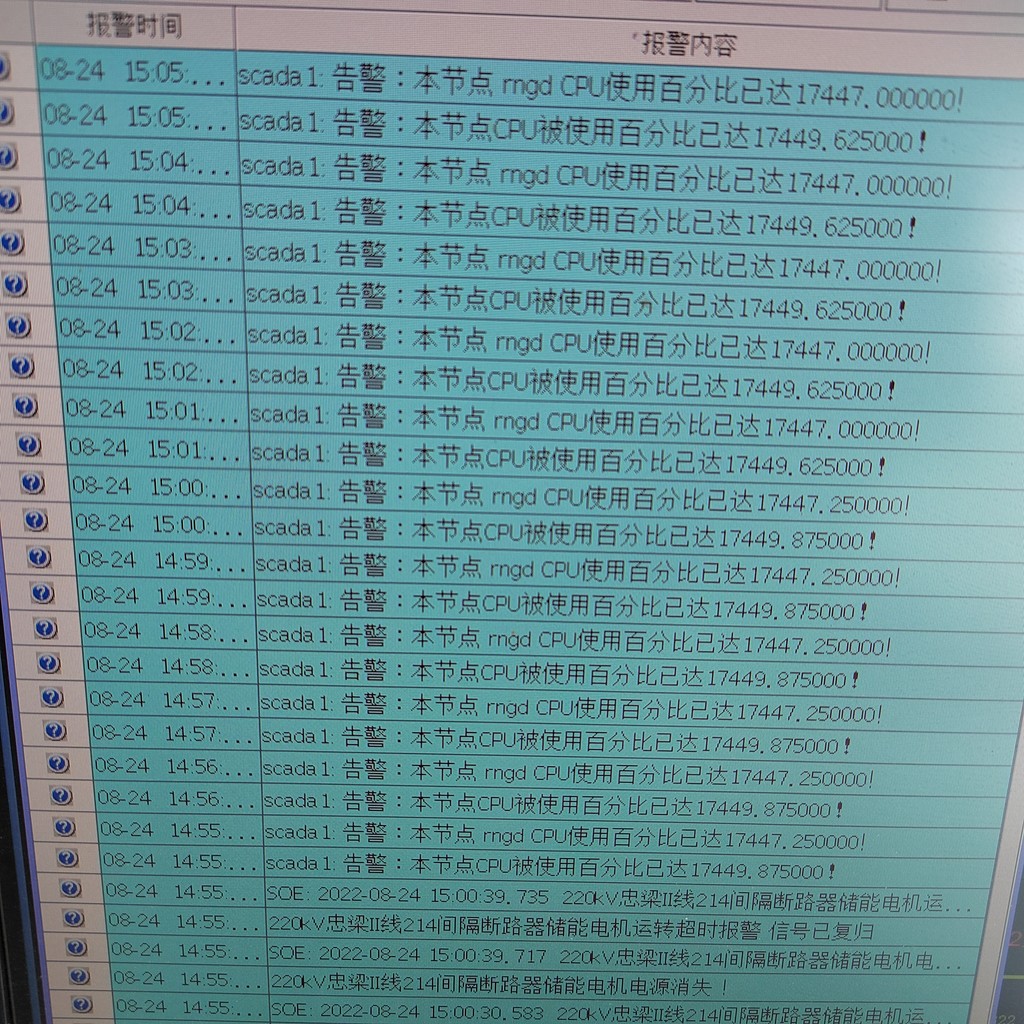 报警时间 报警内容
08-24 15:05:... scada1: 告警：本节点 rngd CPU使用百分比已达17447.000000!
08-24 15:05:... scada1: 告警：本节点CPU被使用百分比已达17449.625000！
08-24 15:04:... scada1: 告警：本节点 rngd CPU使用百分比已达17447.000000!
08-24 15:04:... scada1: 告警：本节点CPU被使用百分比已达17449.625000！
08-24 15:03:... scada1: 告警：本节点 rngd CPU使用百分比已达17447.000000!
08-24 15:03:... scada1: 告警：本节点CPU被使用百分比已达17449.625000！
08-24 15:02:... scada1: 告警：本节点 rngd CPU使用百分比已达17447.000000!
08-24 15:02:... scada1: 告警：本节点CPU被使用百分比已达17449.625000！
08-24 15:01:... scada1: 告警：本节点 rngd CPU使用百分比已达17447.000000!
08-24 15:01:... scada1: 告警：本节点CPU被使用百分比已达17449.625000！
08-24 15:00:... scada1: 告警：本节点 rngd CPU使用百分比已达17447.250000!
08-24 15:00:... scada1: 告警：本节点CPU被使用百分比已达17449.875000！
08-24 14:59:... scada1: 告警：本节点 rngd CPU使用百分比已达17447.250000!
08-24 14:59:... scada1: 告警：本节点CPU被使用百分比已达17449.875000！
08-24 14:58:... scada1: 告警：本节点 rngd CPU使用百分比已达17447.250000!
08-24 14:58:... scada1: 告警：本节点CPU被使用百分比已达17449.875000！
08-24 14:57:... scada1: 告警：本节点 rngd CPU使用百分比已达17447.250000!
08-24 14:57:... scada1: 告警：本节点CPU被使用百分比已达17449.875000！
08-24 14:56:... scada1: 告警：本节点 rngd CPU使用百分比已达17447.250000!
08-24 14:56:... scada1: 告警：本节点CPU被使用百分比已达17449.875000！
08-24 14:55:... scada1: 告警：本节点 rngd CPU使用百分比已达17447.250000!
08-24 14:55:... scada1: 告警：本节点CPU被使用百分比已达17449.875000！
08-24 14:55:... SOE: 2022-08-24 15:00:39.735 220kV忠梁II线214间隔断路器储能电机运...
08-24 14:55:... 220kV忠梁II线214间隔断路器储能电机运转超时报警 信号已复归
08-24 14:55:... SOE: 2022-08-24 15:00:39.717 220kV忠梁II线214间隔断路器储能电机电...
08-24 14:55:... 220kV忠梁II线214间隔断路器储能电机电源消失！
08-24 14:55:... SOE: 2022-08-24 15:00:30.583 220kV忠梁II线214间隔断路器储能电机运...